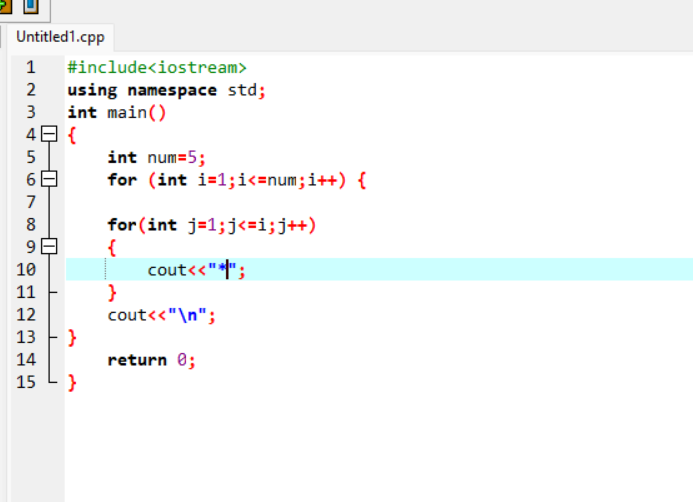 Untitled1.cpp
1 #include<iostream>
2 using namespace std;
3 int main()
4 {
5     int num=5;
6     for (int i=1;i<=num;i++) {
7
8     for(int j=1;j<=i;j++)
9     {
10         cout<<"*";
11     }
12     cout<<"\n";
13 }
14     return 0;
15 }